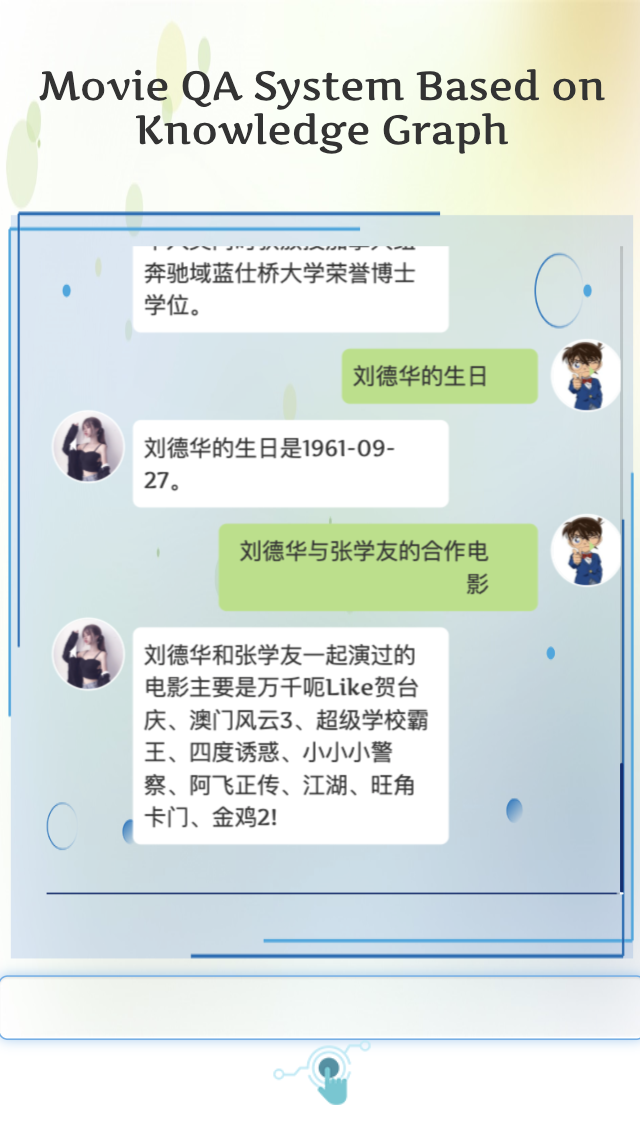 Movie QA System Based on
Knowledge Graph
奔驰域蓝仕桥大学荣誉博士
学位。
刘德华的生日
刘德华的生日是1961-09-
27。
刘德华与张学友的合作电
影
刘德华和张学友一起演过的
电影主要是万千呃Like贺台
庆、澳门风云3、超级学校霸
王、四度诱惑、小小小警
察、阿飞正传、江湖、旺角
卡门、金鸡2!